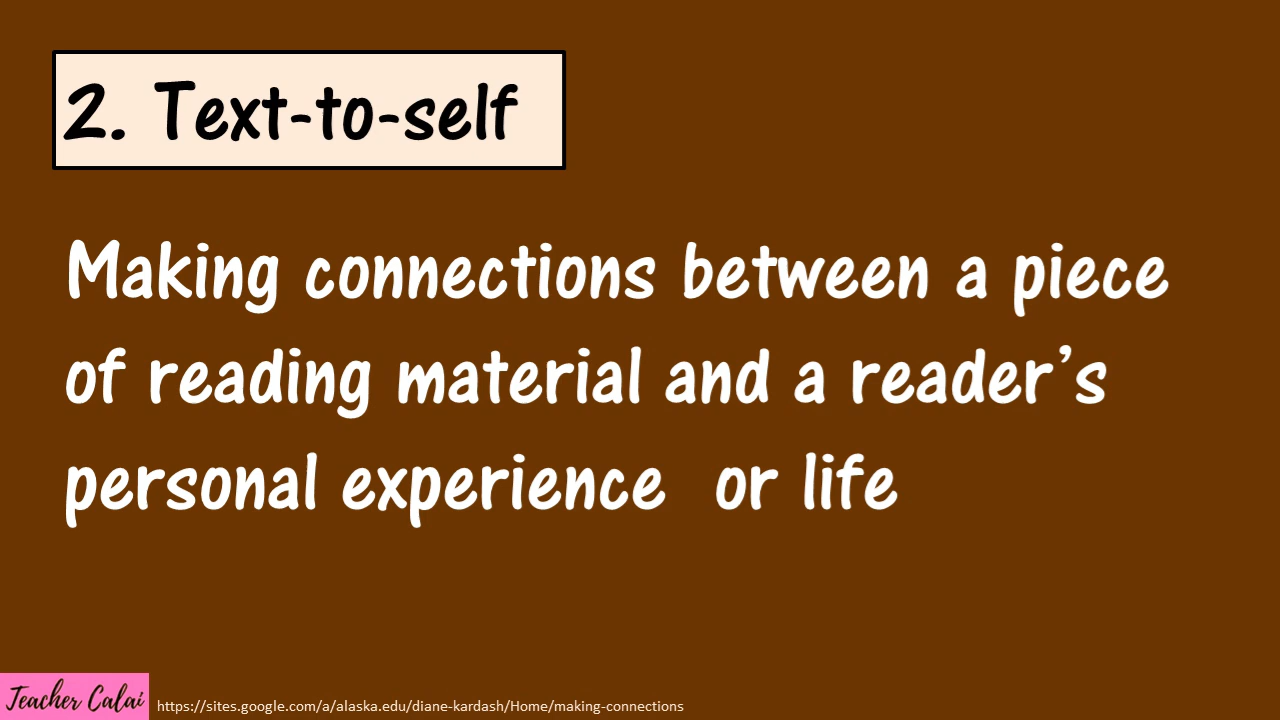 2. Text-to-self
Making connections between a piece
of reading material and a reader’s
personal experience  or life
Teacher Calai
https://sites.google.com/a/alaska.edu/diane-kardash/Home/making-connections